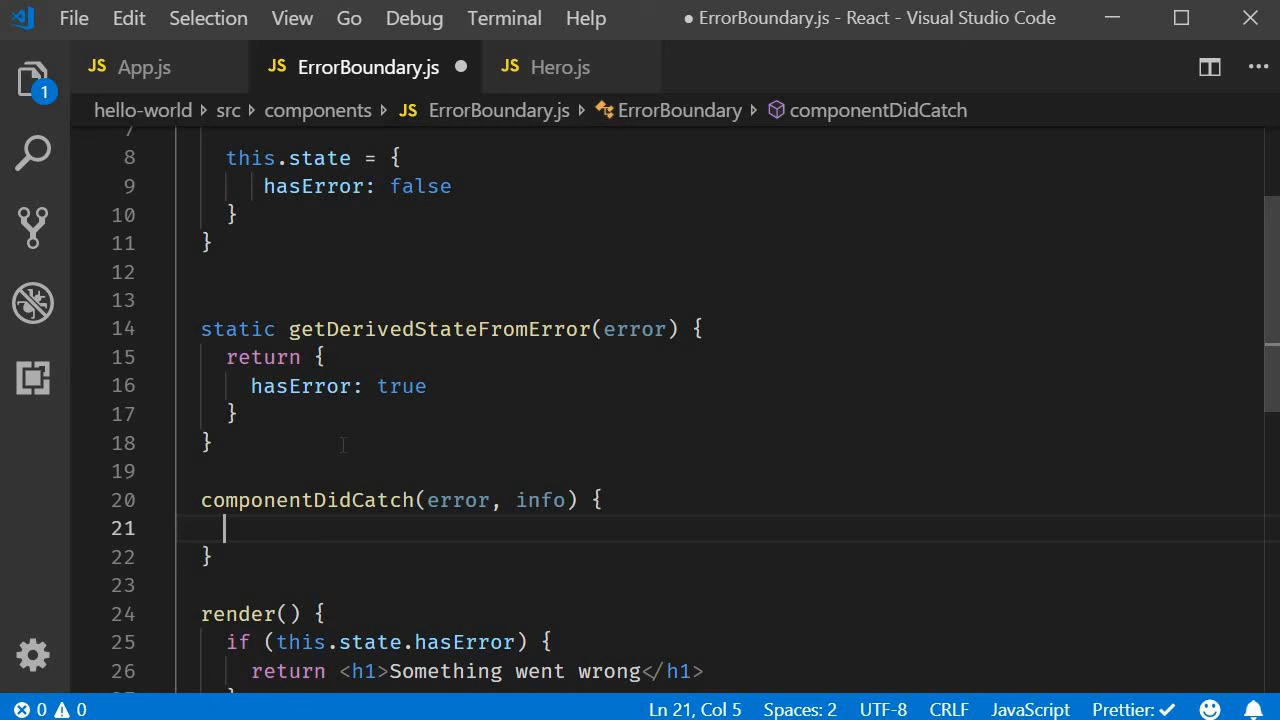 File Edit Selection View Go Debug Terminal Help ● ErrorBoundary.js - React - Visual Studio Code
JS App.js JS ErrorBoundary.js ● JS Hero.js
1
hello-world > src > components > JS ErrorBoundary.js > ErrorBoundary > componentDidCatch
7
8 this.state = {
9 hasError: false
10 }
11 }
12
13
14 static getDerivedStateFromError(error) {
15 return {
16 hasError: true
17 }
18 }
19
20 componentDidCatch(error, info) {
21
22 }
23
24 render() {
25 if (this.state.hasError) {
26 return <h1>Something went wrong</h1>
27 }
0 0 Ln 21, Col 5 Spaces: 2 UTF-8 CRLF JavaScript Prettier: ✓